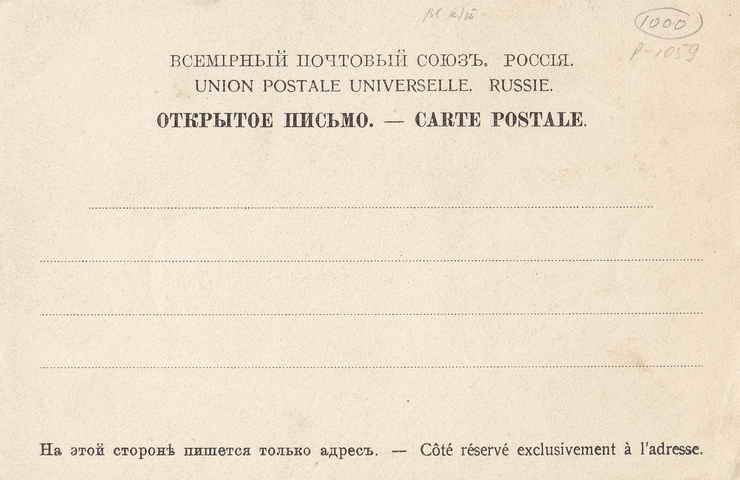 1000
Р-1059
ВСЕМІРНЫЙ ПОЧТОВЫЙ СОЮЗЪ. РОССІЯ.
UNION POSTALE UNIVERSELLE. RUSSIE.
ОТКРЫТОЕ ПИСЬМО. — CARTE POSTALE.
На этой сторонѣ пишется только адресъ. — Côté réservé exclusivement à l'adresse.